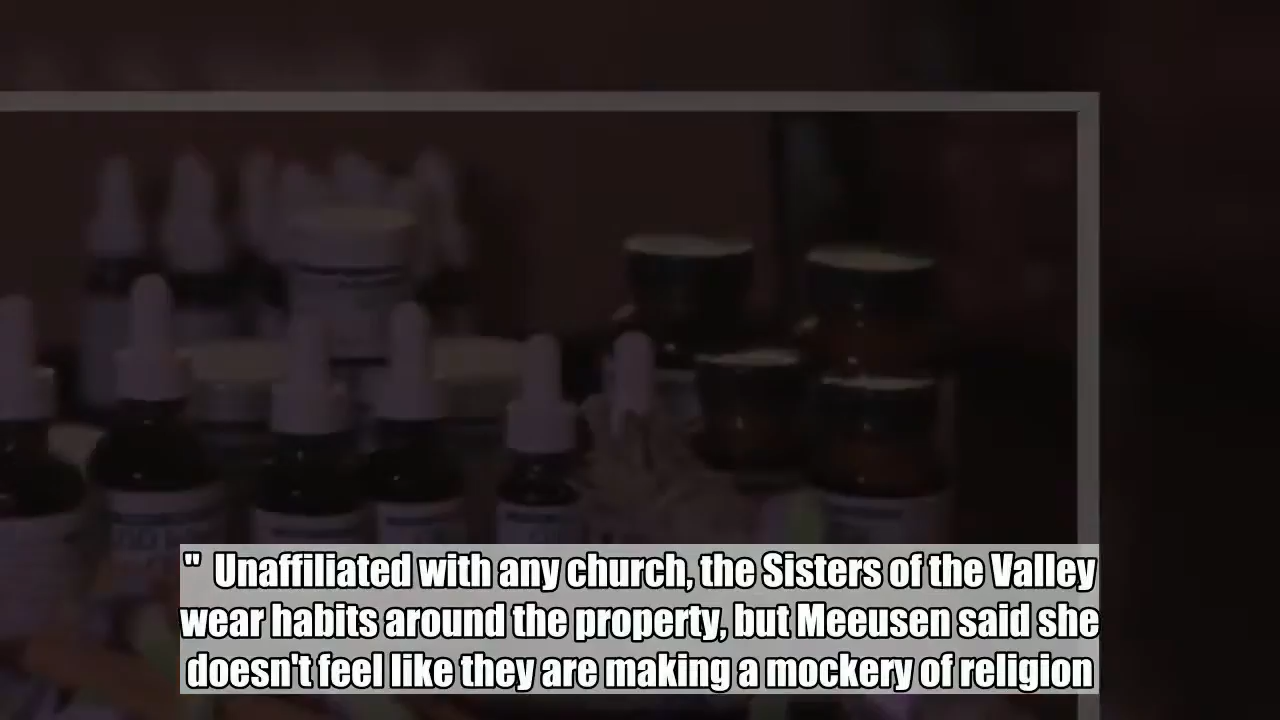 " Unaffiliated with any church, the Sisters of the Valley
wear habits around the property, but Meeusen said she
doesn't feel like they are making a mockery of religion